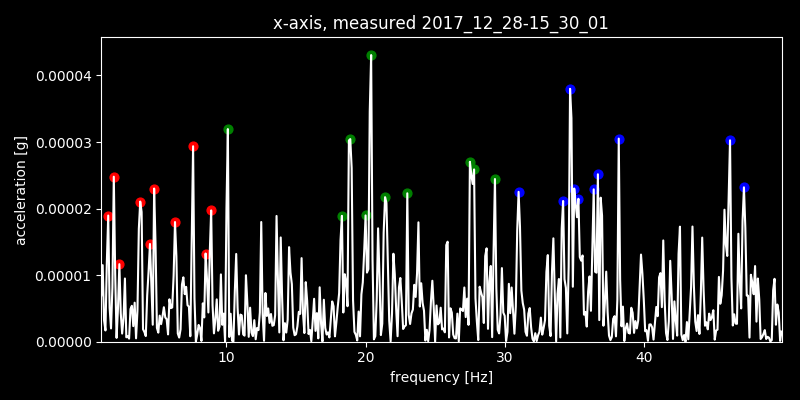 x-axis, measured 2017_12_28-15_30_01
0.00004
0.00003
0.00002
0.00001
0.00000
acceleration [g]
10 20 30 40
frequency [Hz]